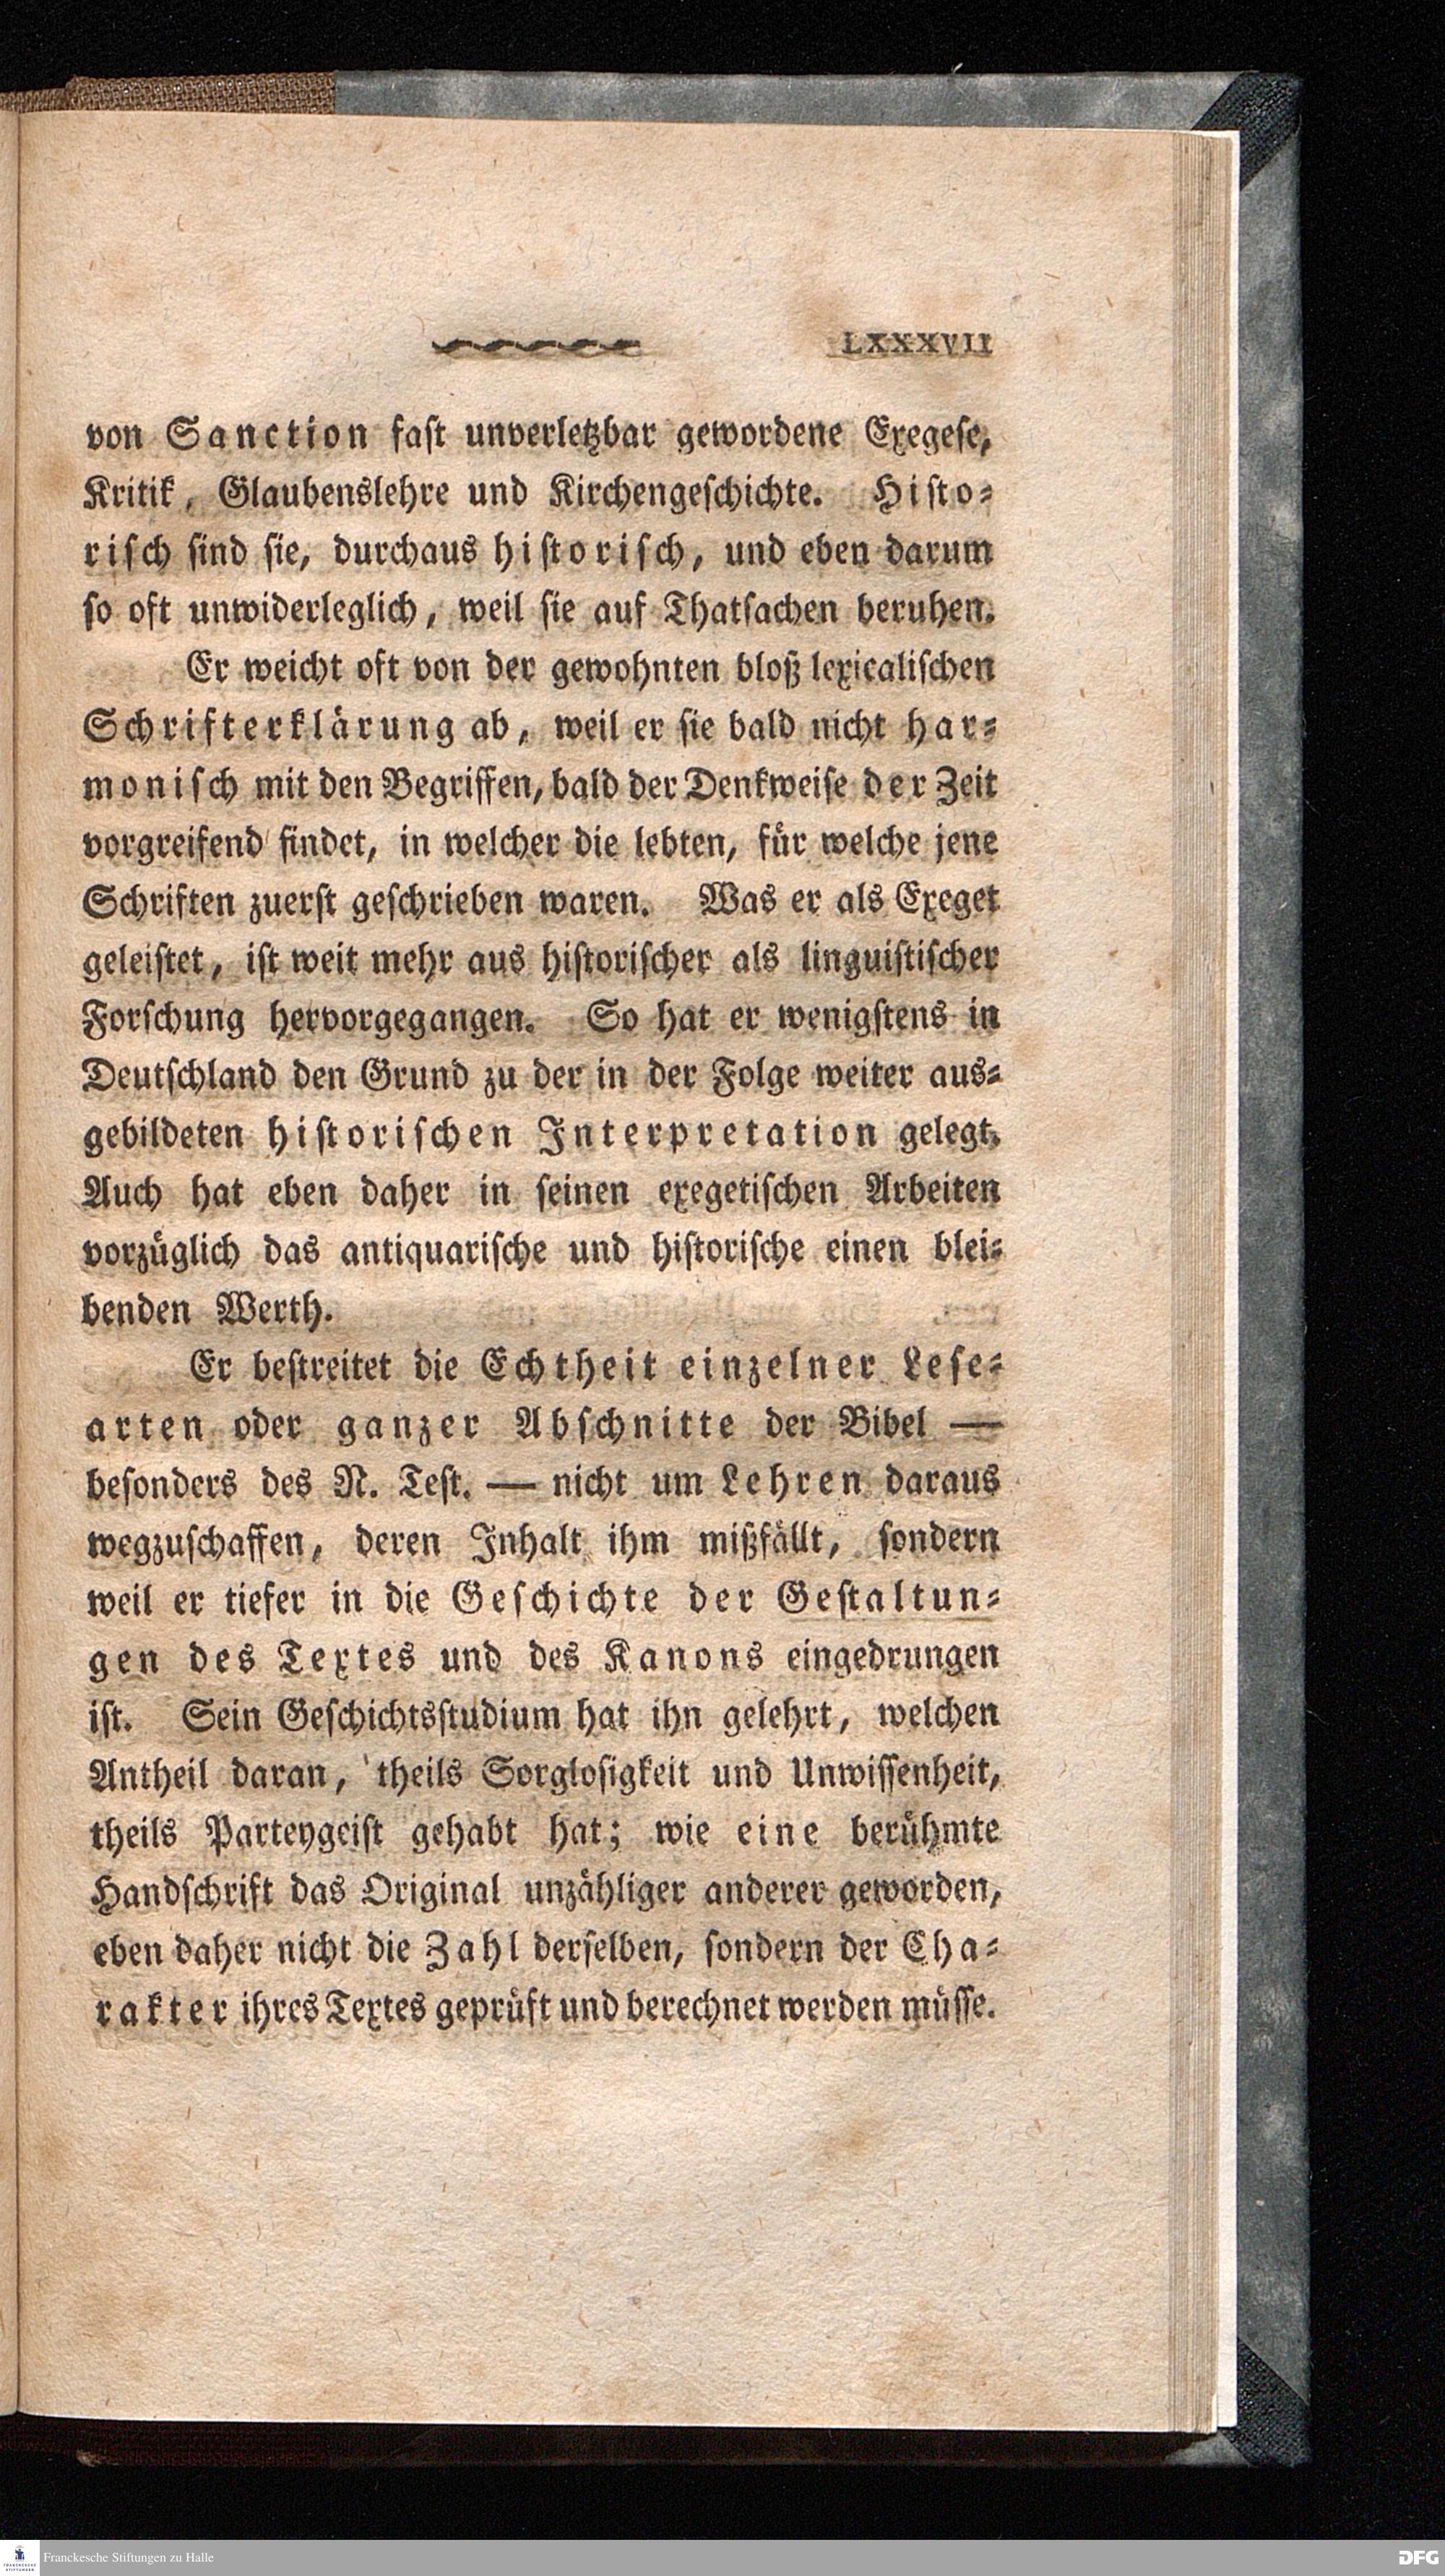 LXXXVII
von Sanction fast unverletzbar gewordene Exegese,
Kritik, Glaubenslehre und Kirchengeschichte. Histo-
risch sind sie, durchaus historisch, und eben darum
so oft unwiderleglich, weil sie auf Thatsachen beruhen.
Er weicht oft von der gewohnten bloß lexicalischen
Schrifterklärung ab, weil er sie bald nicht har-
monisch mit den Begriffen, bald der Denkweise der Zeit
vorgreifend findet, in welcher die lebten, für welche jene
Schriften zuerst geschrieben waren. Was er als Exeget
geleistet, ist weit mehr aus historischer als linguistischer
Forschung hervorgegangen. So hat er wenigstens in
Deutschland den Grund zu der in der Folge weiter aus-
gebildeten historischen Interpretation gelegt.
Auch hat eben daher in seinen exegetischen Arbeiten
vorzüglich das antiquarische und historische einen blei-
benden Werth.
Er bestreitet die Echtheit einzelner Lese-
arten oder ganzer Abschnitte der Bibel —
besonders des N. Test. — nicht um Lehren daraus
wegzuschaffen, deren Inhalt ihm mißfällt, sondern
weil er tiefer in die Geschichte der Gestaltun-
gen des Textes und des Kanons eingedrungen
ist. Sein Geschichtsstudium hat ihn gelehrt, welchen
Antheil daran, theils Sorglosigkeit und Unwissenheit,
theils Parteygeist gehabt hat; wie eine berühmte
Handschrift das Original unzähliger anderer geworden,
eben daher nicht die Zahl derselben, sondern der Cha-
rakter ihres Textes geprüft und berechnet werden müsse.
FRANCKESCHE
STIFTUNGEN
Franckesche Stiftungen zu Halle
DFG